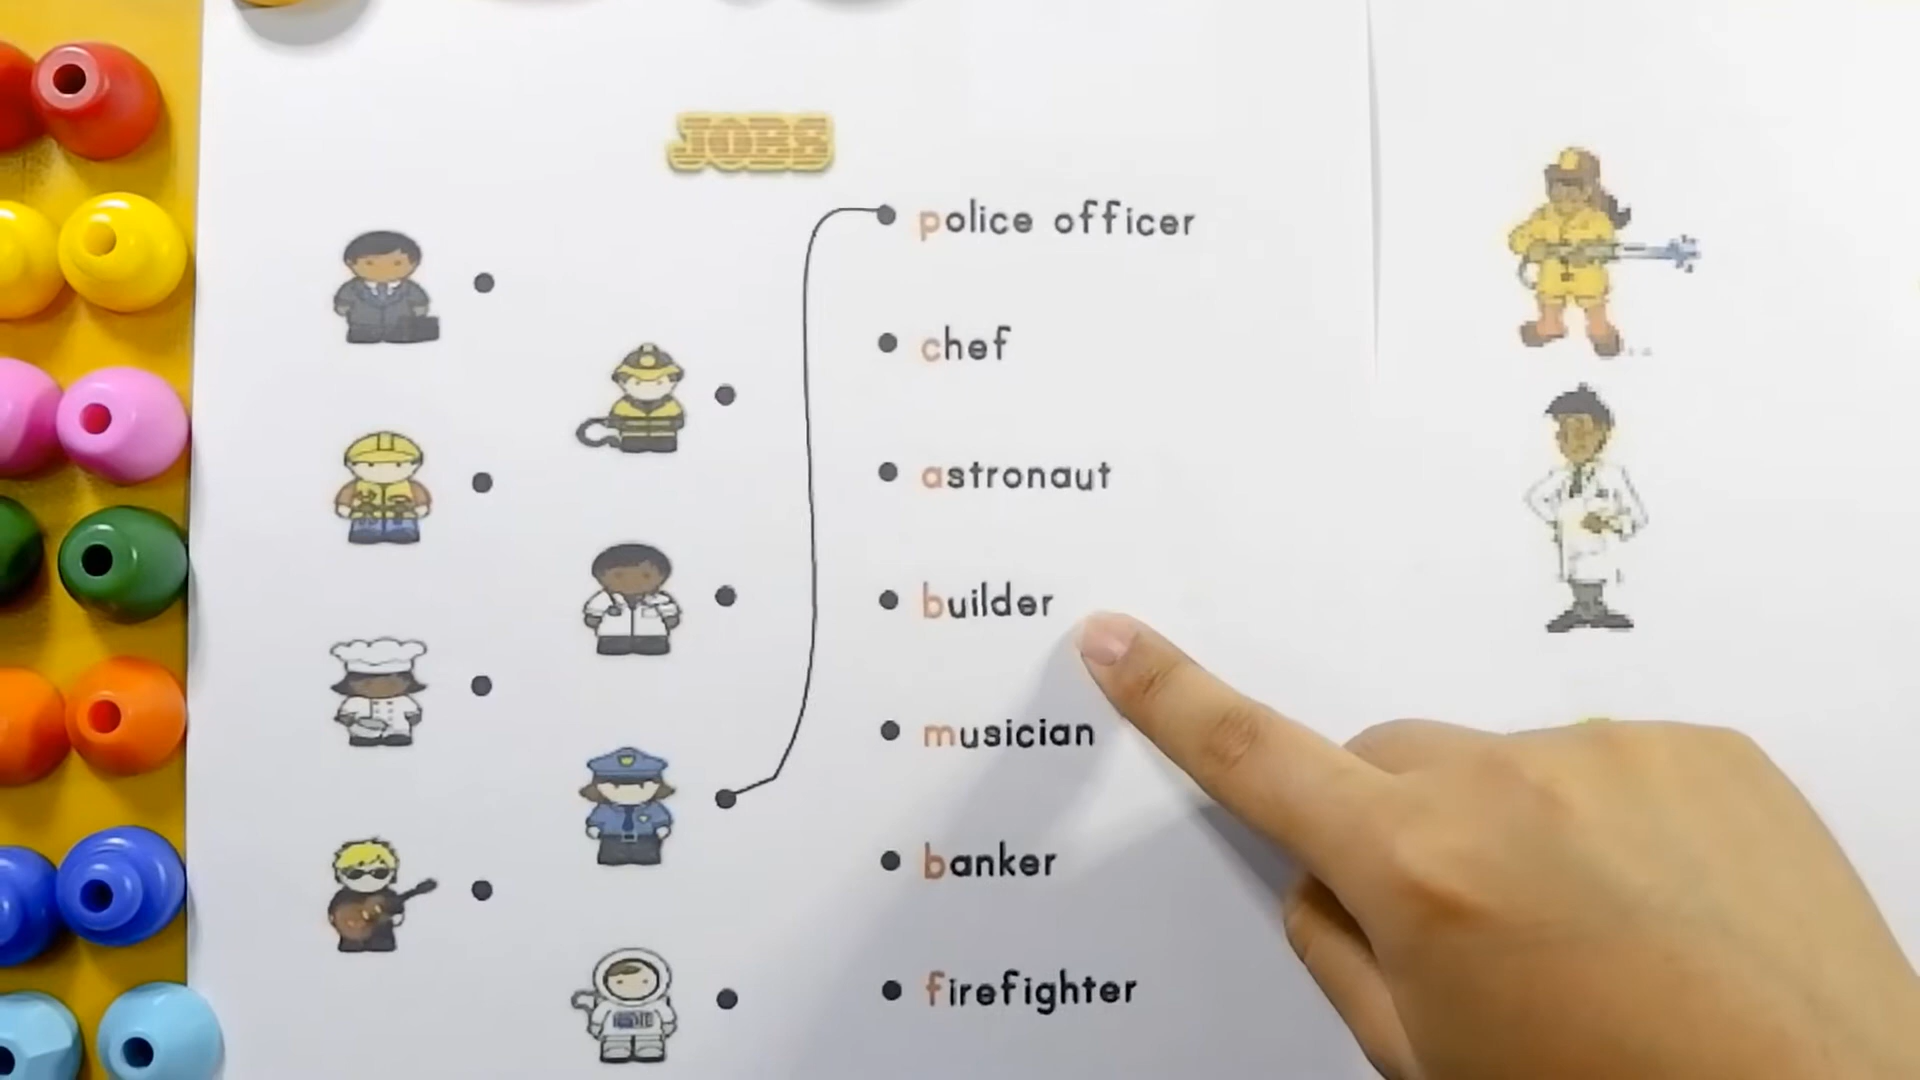 JOBS
police officer
chef
astronaut
builder
musician
banker
firefighter